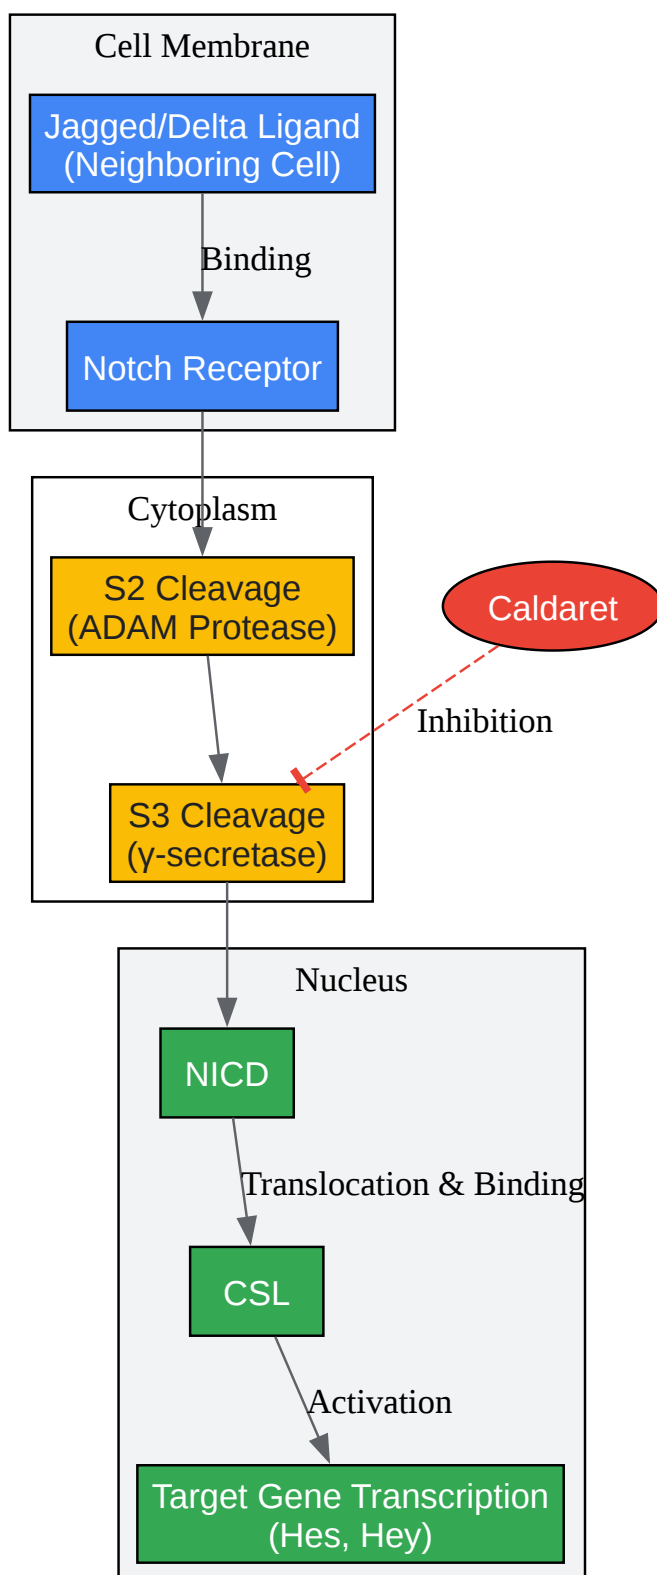 Cell Membrane
Jagged/Delta Ligand
(Neighboring Cell)
Binding
Notch Receptor
Cytoplasm
S2 Cleavage
(ADAM Protease)
Caldaret
Inhibition
S3 Cleavage
(γ-secretase)
Nucleus
NICD
Translocation & Binding
CSL
Activation
Target Gene Transcription
(Hes, Hey)